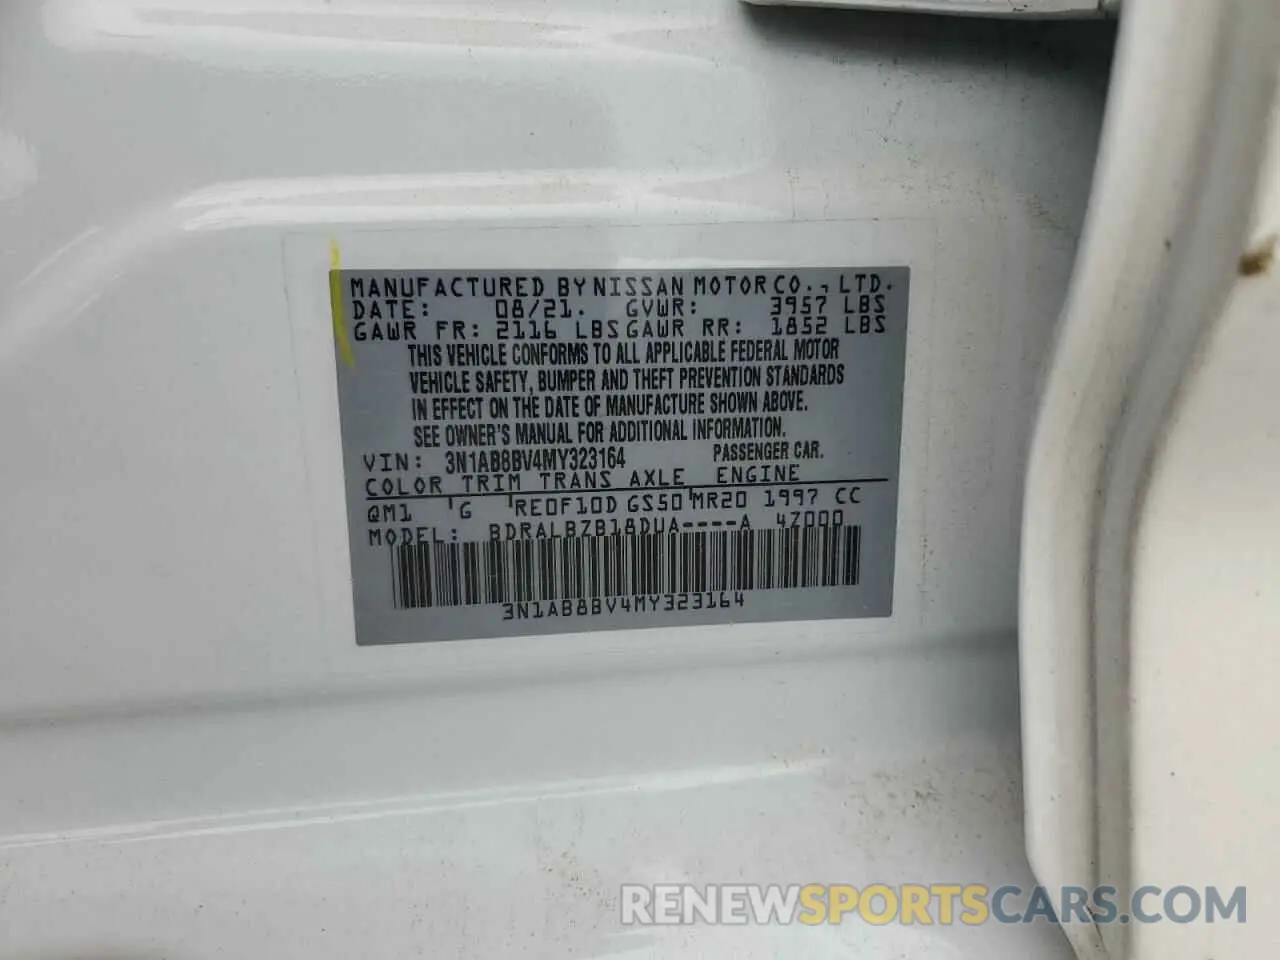 MANUFACTURED BY NISSAN MOTOR CO., LTD.
DATE: 08/21. GVWR: 3957 LBS
GAWR FR: 2116 LBS GAWR RR: 1852 LBS
THIS VEHICLE CONFORMS TO ALL APPLICABLE FEDERAL MOTOR
VEHICLE SAFETY, BUMPER AND THEFT PREVENTION STANDARDS
IN EFFECT ON THE DATE OF MANUFACTURE SHOWN ABOVE.
SEE OWNER'S MANUAL FOR ADDITIONAL INFORMATION.
VIN: 3N1AB8BV4MY323164 PASSENGER CAR.
COLOR TRIM TRANS AXLE ENGINE
QM1 G RE0F10D GS50 MR20 1997 CC
MODEL: BDRALBZB18DUA----A 4Z000
3N1AB8BV4MY323164
RENEWSPORTSCARS.COM